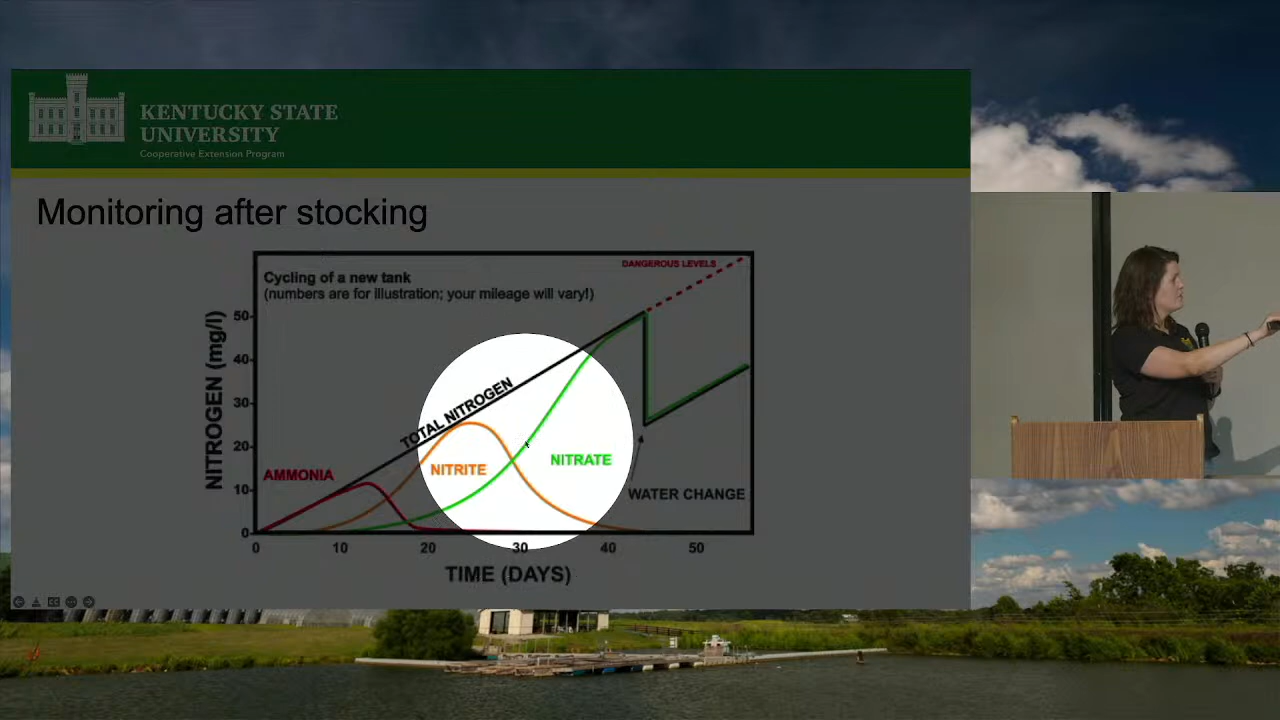 KENTUCKY STATE
UNIVERSITY
Cooperative Extension Program
Monitoring after stocking
DANGEROUS LEVELS
Cycling of a new tank
(numbers are for illustration; your mileage will vary!)
NITROGEN (mg/l)
50
40
30
20
10
0
TOTAL NITROGEN
AMMONIA
NITRITE
NITRATE
WATER CHANGE
0 10 20 30 40 50
TIME (DAYS)